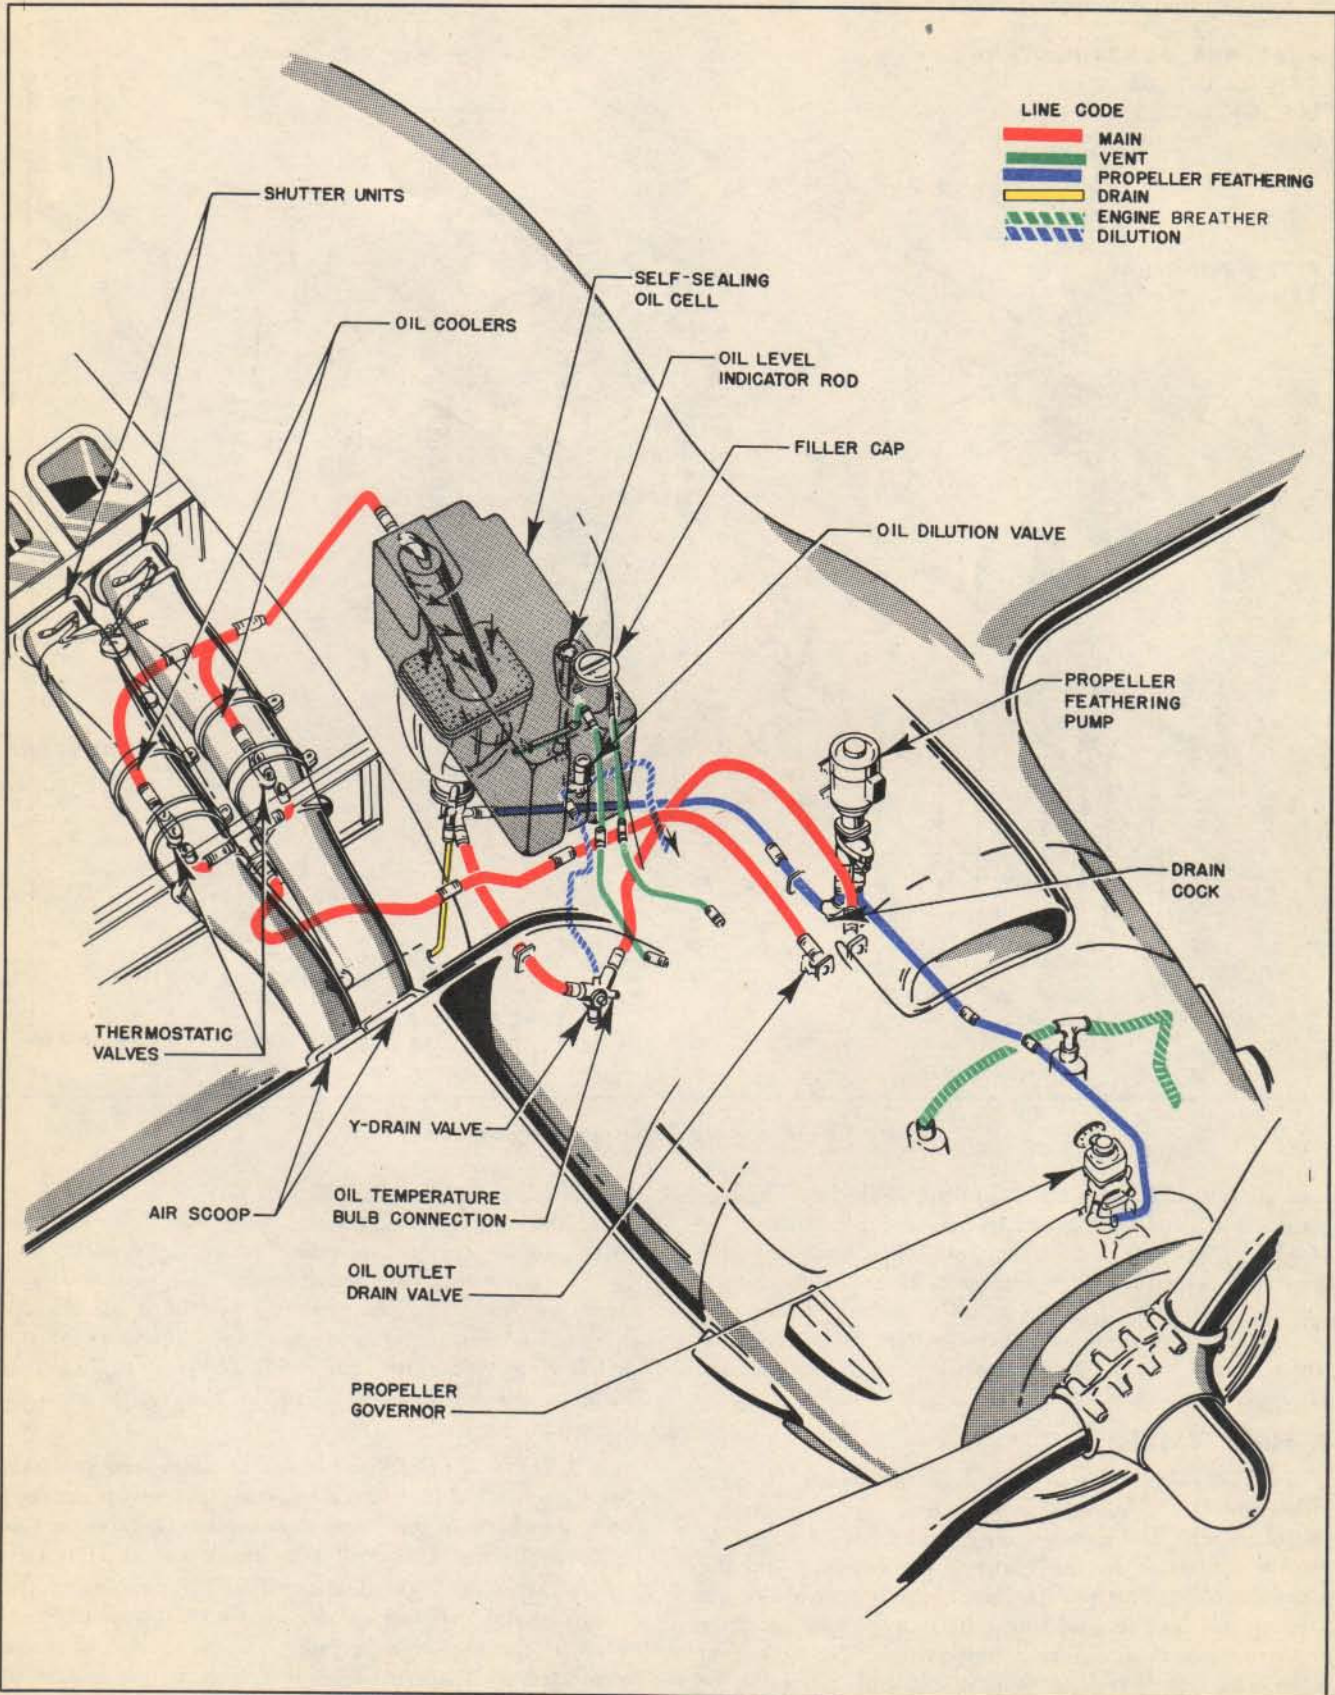 LINE CODE
MAIN
VENT
PROPELLER FEATHERING
DRAIN
ENGINE BREATHER
DILUTION
SHUTTER UNITS
SELF-SEALING
OIL CELL
OIL COOLERS
OIL LEVEL
INDICATOR ROD
FILLER CAP
OIL DILUTION VALVE
PROPELLER
FEATHERING
PUMP
DRAIN
COCK
THERMOSTATIC
VALVES
Y-DRAIN VALVE
AIR SCOOP
OIL TEMPERATURE
BULB CONNECTION
OIL OUTLET
DRAIN VALVE
PROPELLER
GOVERNOR